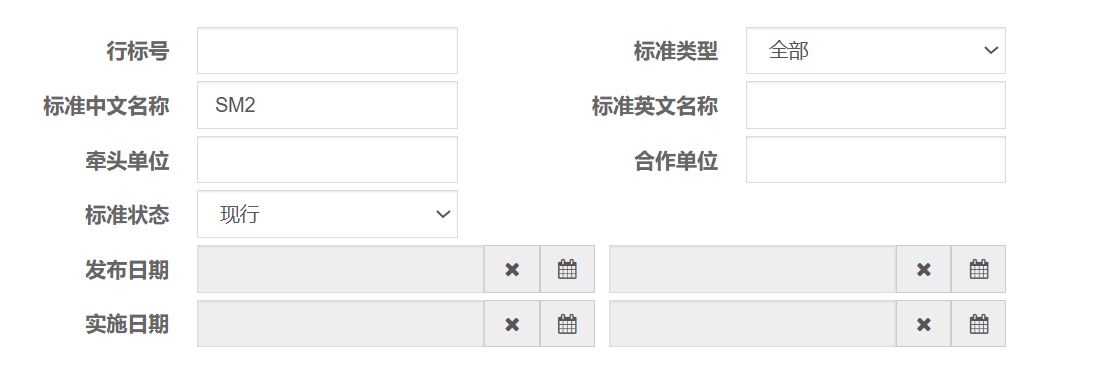 行标号 标准类型 全部
标准中文名称 SM2 标准英文名称
牵头单位 合作单位
标准状态 现行
发布日期
实施日期